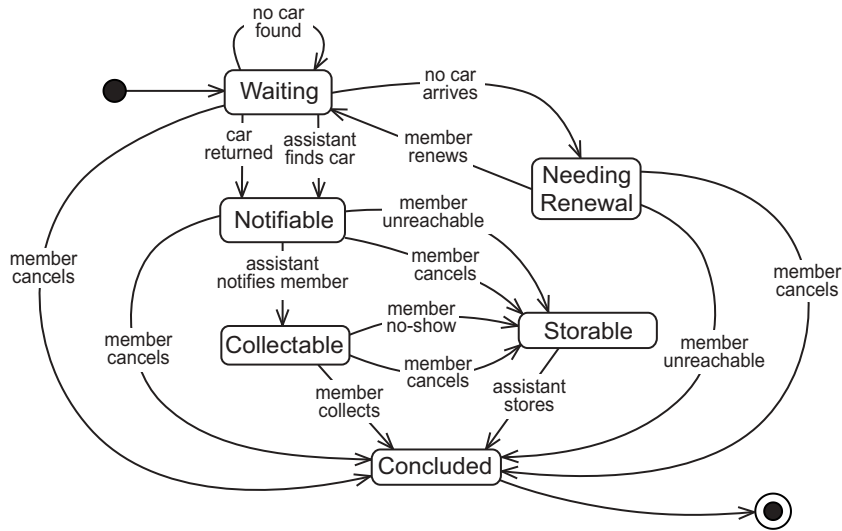 no car
found
Waiting
no car
arrives
car
returned
assistant
finds car
member
renews
Needing
Renewal
Notifiable
member
unreachable
member
cancels
assistant
notifies member
member
cancels
member
cancels
member
no-show
Storable
member
cancels
Collectable
member
unreachable
member
cancels
member
cancels
assistant
stores
member
collects
Concluded